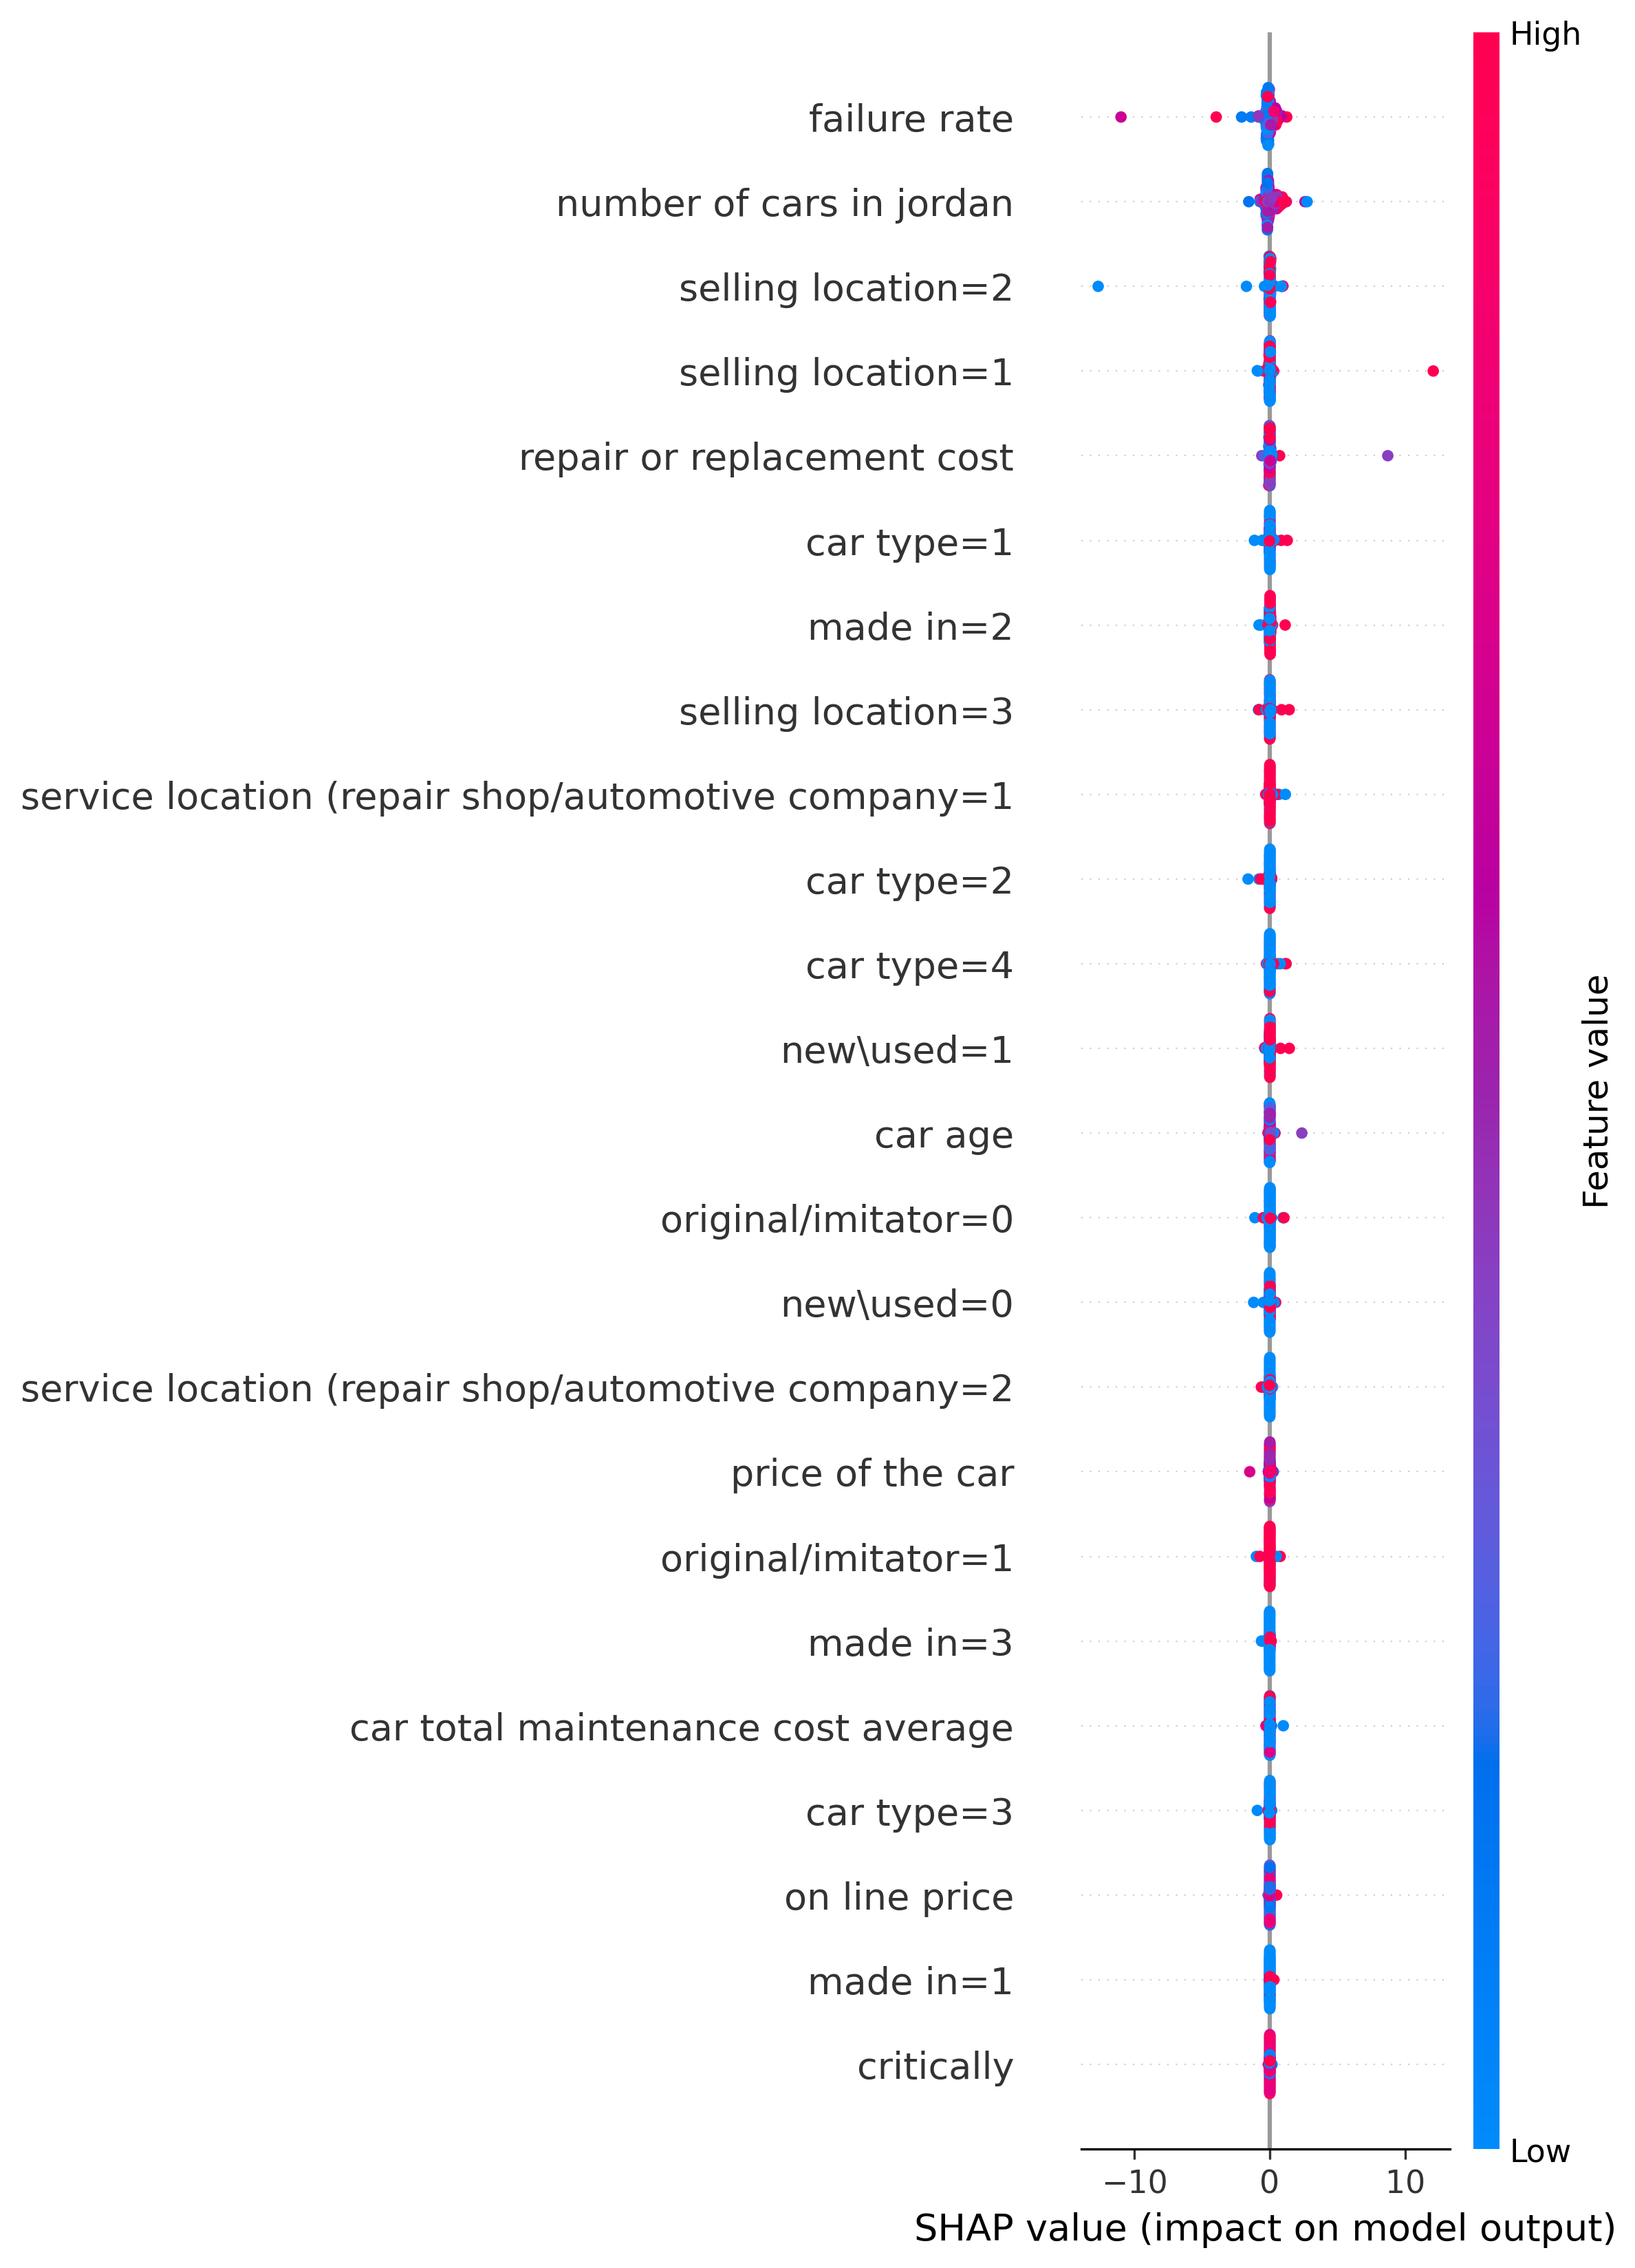 High
failure rate
number of cars in jordan
selling location=2
selling location=1
repair or replacement cost
car type=1
made in=2
selling location=3
service location (repair shop/automotive company=1
car type=2
car type=4
new\used=1
car age
original/imitator=0
new\used=0
service location (repair shop/automotive company=2
price of the car
original/imitator=1
made in=3
car total maintenance cost average
car type=3
on line price
made in=1
critically
Feature value
Low
−10 0 10
SHAP value (impact on model output)